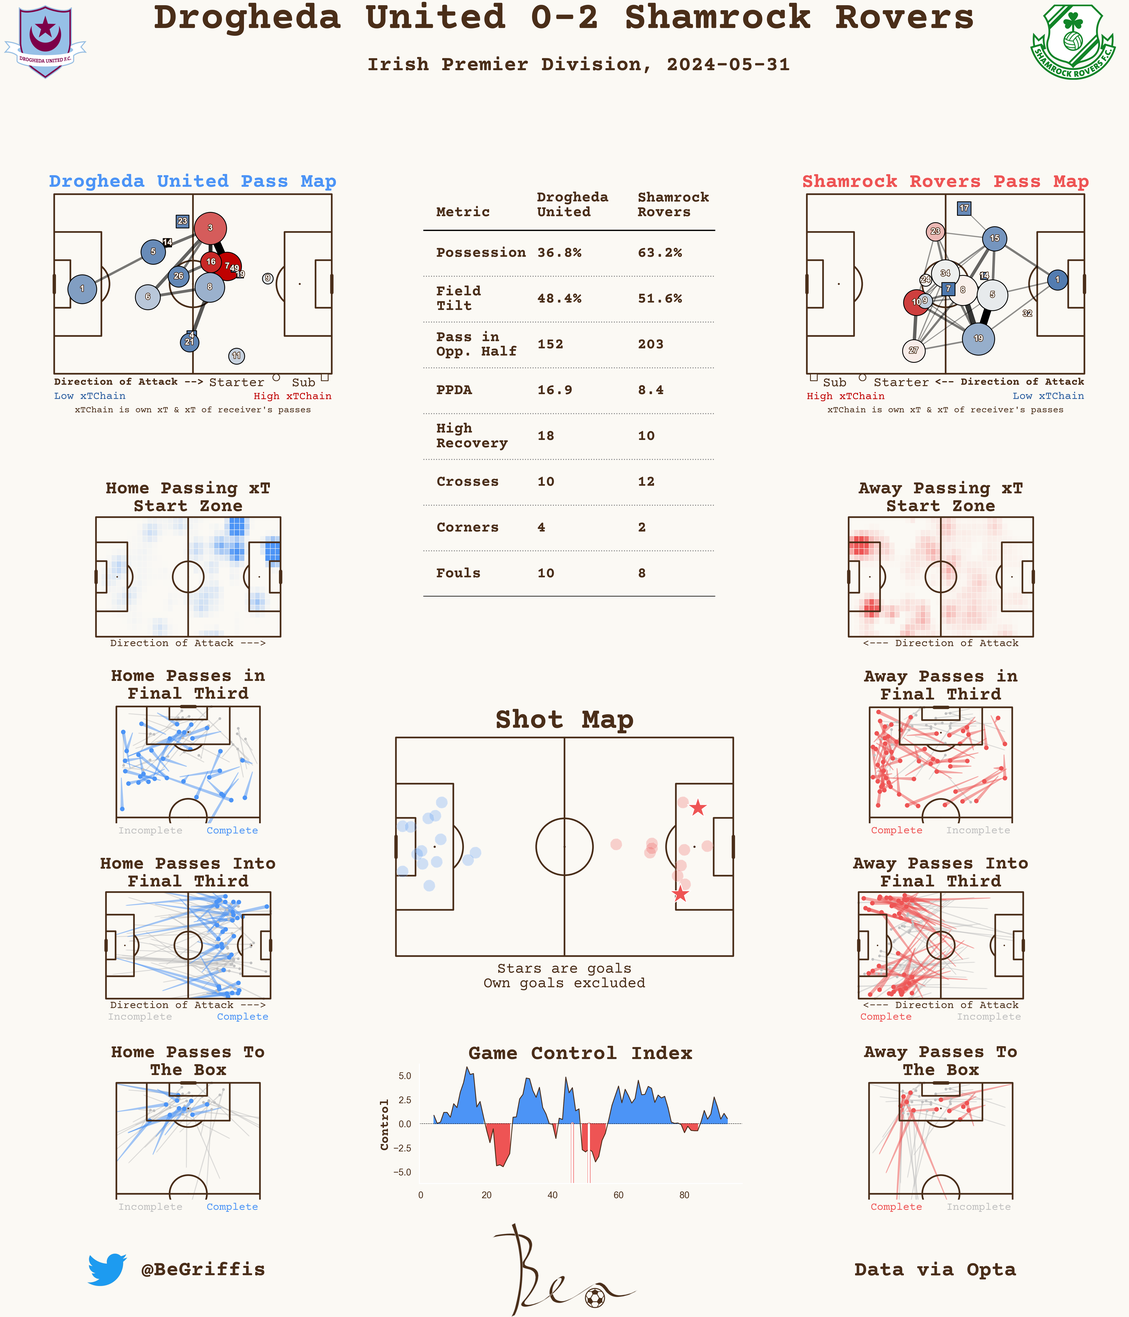 Drogheda United 0-2 Shamrock Rovers
Irish Premier Division, 2024-05-31
DROGHEDA UNITED F.C.
SHAMROCK ROVERS F.C.
Drogheda United Pass Map
1
5
14
23
3
16
7
49
19
9
26
6
8
4
21
11
Direction of Attack --> Starter Sub
Low xTChain High xTChain
xTChain is own xT & xT of receiver's passes
Metric Drogheda United Shamrock Rovers
Possession 36.8% 63.2%
Field Tilt 48.4% 51.6%
Pass in Opp. Half 152 203
PPDA 16.9 8.4
High Recovery 18 10
Crosses 10 12
Corners 4 2
Fouls 10 8
Shamrock Rovers Pass Map
17
23
15
34
14
1
7
8
5
10
9
32
19
27
Sub Starter <-- Direction of Attack
High xTChain Low xTChain
xTChain is own xT & xT of receiver's passes
Home Passing xT
Start Zone
Direction of Attack --->
Away Passing xT
Start Zone
<--- Direction of Attack
Home Passes in
Final Third
Incomplete Complete
Away Passes in
Final Third
Complete Incomplete
Shot Map
Stars are goals
Own goals excluded
Home Passes Into
Final Third
Direction of Attack --->
Incomplete Complete
Away Passes Into
Final Third
<--- Direction of Attack
Complete Incomplete
Home Passes To
The Box
Incomplete Complete
Game Control Index
Control
5.0
2.5
0.0
−2.5
−5.0
0 20 40 60 80
Away Passes To
The Box
Complete Incomplete
@BeGriffis
Ben
Data via Opta